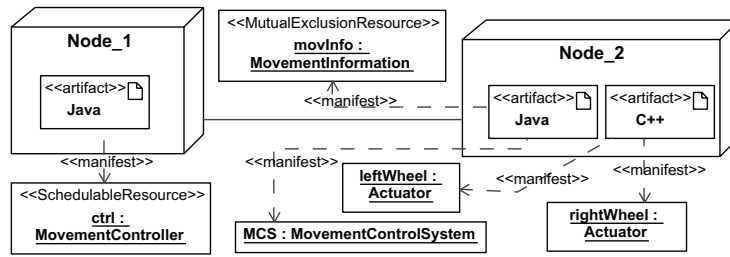 <<MutualExclusionResource>>
movInfo :
MovementInformation
Node_1
<<artifact>>
Java
<<manifest>>
<<SchedulableResource>>
ctrl :
MovementController
Node_2
<<artifact>>
Java
<<artifact>>
C++
<<manifest>>
<<manifest>>
<<manifest>>
<<manifest>>
leftWheel :
Actuator
MCS : MovementControlSystem
rightWheel :
Actuator